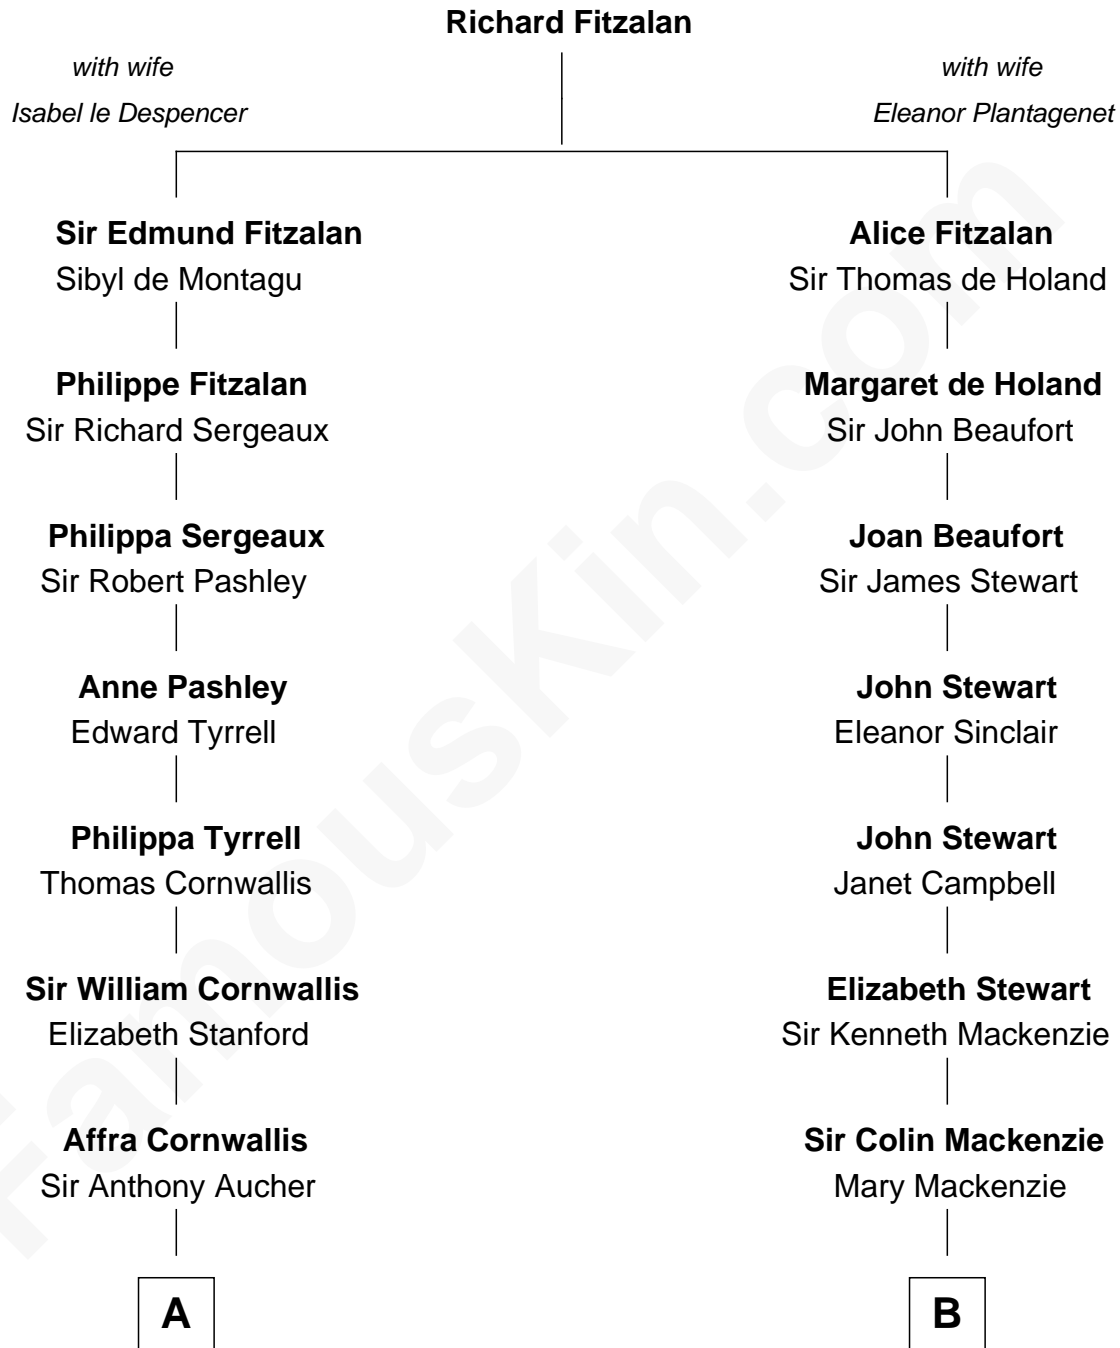 Richard Fitzalan
with wife
Isabel le Despencer
with wife
Eleanor Plantagenet
Sir Edmund Fitzalan
Sibyl de Montagu
Alice Fitzalan
Sir Thomas de Holand
Philippe Fitzalan
Sir Richard Sergeaux
Margaret de Holand
Sir John Beaufort
Philippa Sergeaux
Sir Robert Pashley
Joan Beaufort
Sir James Stewart
Anne Pashley
Edward Tyrrell
John Stewart
Eleanor Sinclair
Philippa Tyrrell
Thomas Cornwallis
John Stewart
Janet Campbell
Sir William Cornwallis
Elizabeth Stanford
Elizabeth Stewart
Sir Kenneth Mackenzie
Affra Cornwallis
Sir Anthony Aucher
Sir Colin Mackenzie
Mary Mackenzie
A
B
FamousKin.com